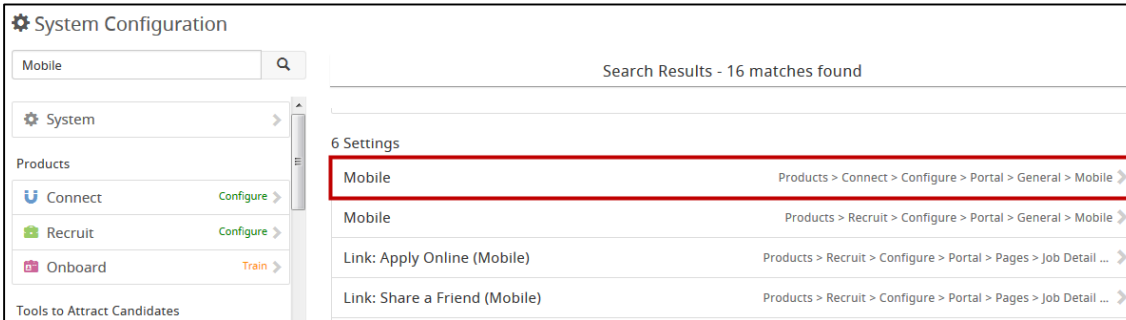 System Configuration
Mobile
Search Results - 16 matches found
System
6 Settings
Products
Mobile Products > Connect > Configure > Portal > General > Mobile
Connect Configure
Mobile Products > Recruit > Configure > Portal > General > Mobile
Recruit Configure
Link: Apply Online (Mobile) Products > Recruit > Configure > Portal > Pages > Job Detail ...
Onboard Train
Link: Share a Friend (Mobile) Products > Recruit > Configure > Portal > Pages > Job Detail ...
Tools to Attract Candidates